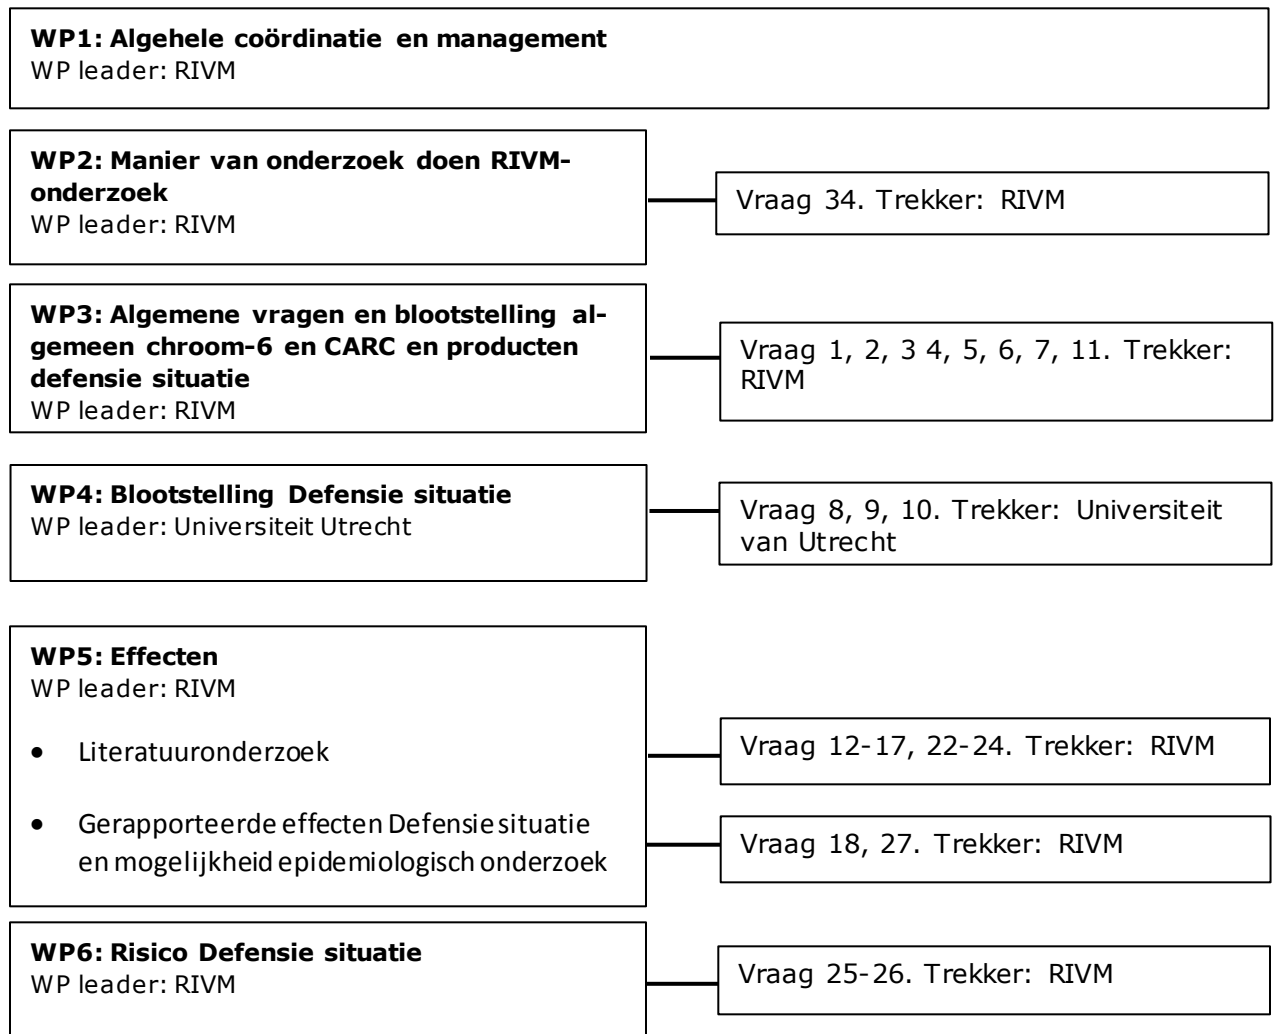 WP1: Algehele coördinatie en management
WP leader: RIVM
WP2: Manier van onderzoek doen RIVM-
onderzoek
WP leader: RIVM
Vraag 34. Trekker: RIVM
WP3: Algemene vragen en blootstelling al-
gemeen chroom-6 en CARC en producten
defensie situatie
WP leader: RIVM
Vraag 1, 2, 3 4, 5, 6, 7, 11. Trekker:
RIVM
WP4: Blootstelling Defensie situatie
WP leader: Universiteit Utrecht
Vraag 8, 9, 10. Trekker: Universiteit
van Utrecht
WP5: Effecten
WP leader: RIVM
• Literatuuronderzoek
Vraag 12-17, 22-24. Trekker: RIVM
• Gerapporteerde effecten Defensie situatie
en mogelijkheid epidemiologisch onderzoek
Vraag 18, 27. Trekker: RIVM
WP6: Risico Defensie situatie
WP leader: RIVM
Vraag 25-26. Trekker: RIVM